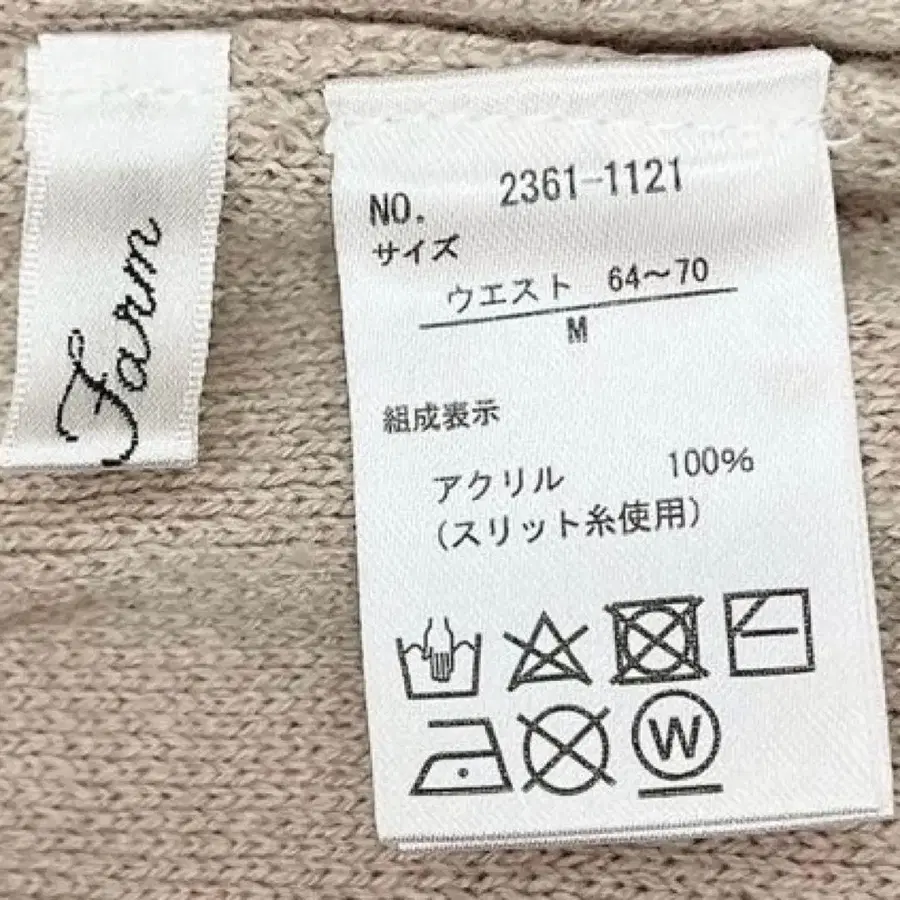 Farm
NO. 2361-1121
サイズ
ウエスト 64〜70
M
組成表示
アクリル 100%
(スリット糸使用)
W